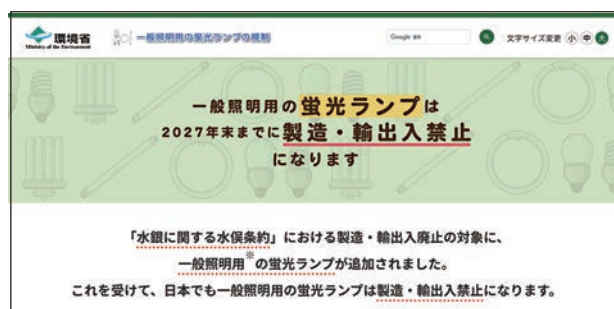 環境省
Ministry of the Environment
一般照明用の蛍光ランプの規制
Google
文字サイズ変更 小 中 大
一般照明用の蛍光ランプは
2027年末までに製造・輸出入禁止
になります
「水銀に関する水俣条約」における製造・輸出入廃止の対象に、
一般照明用※の蛍光ランプが追加されました。
これを受けて、日本でも一般照明用の蛍光ランプは製造・輸出入禁止になります。